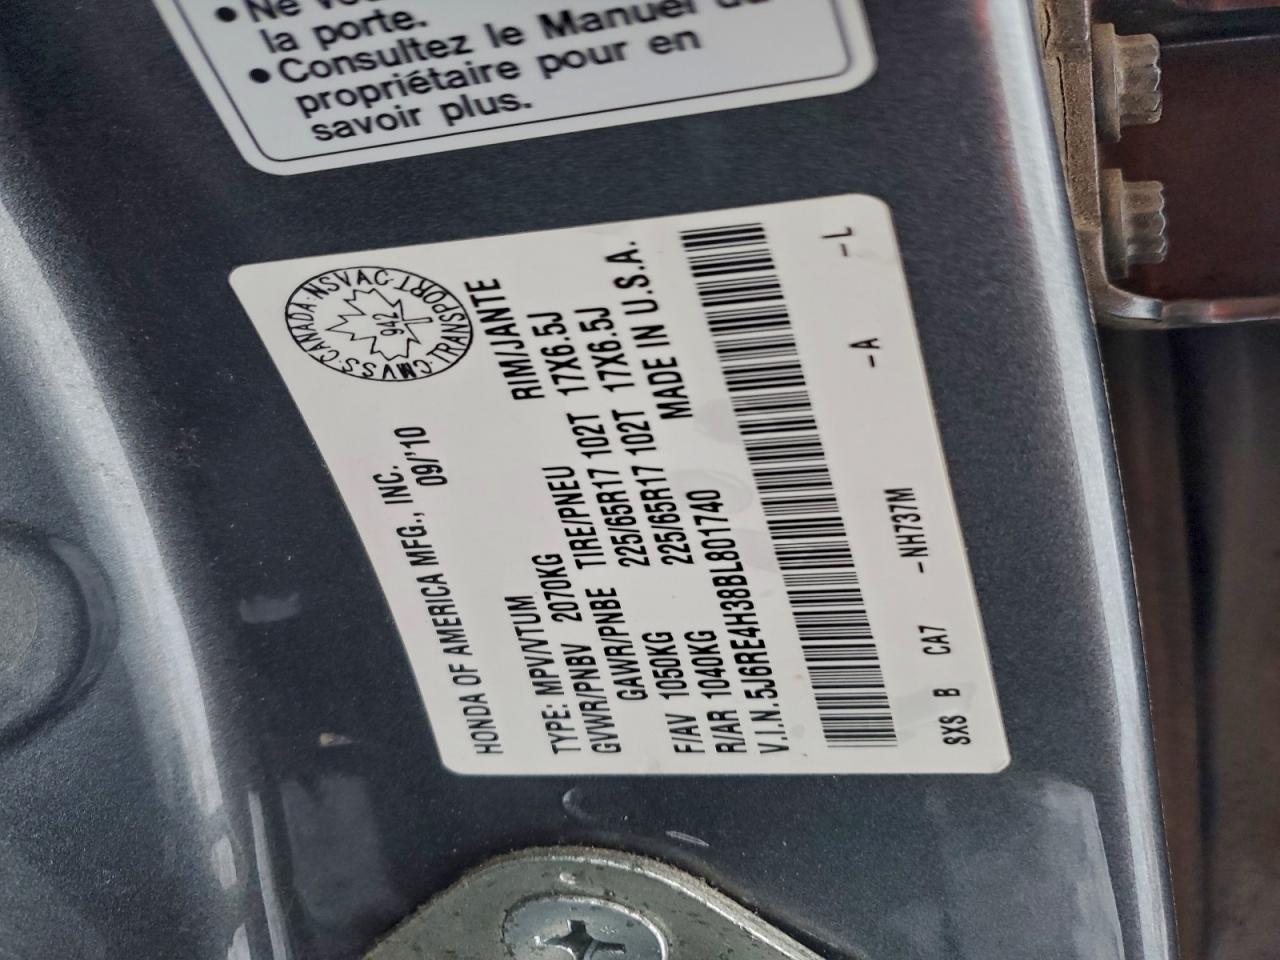 • Ne
la porte.
• Consultez le Manuel du
propriétaire pour en
savoir plus.
CMVSS·CANADA·NSVAC·TRANSPORT
942
HONDA OF AMERICA MFG., INC.
09/'10
TYPE: MPV/VTUM
GVWR/PNBV 2070KG
GAWR/PNBE TIRE/PNEU RIM/JANTE
F/AV 1050KG 225/65R17 102T 17X6.5J
R/AR 1040KG 225/65R17 102T 17X6.5J
V.I.N.5J6RE4H38BL801740 MADE IN U.S.A.
SXS B CA7 -NH737M -A -L